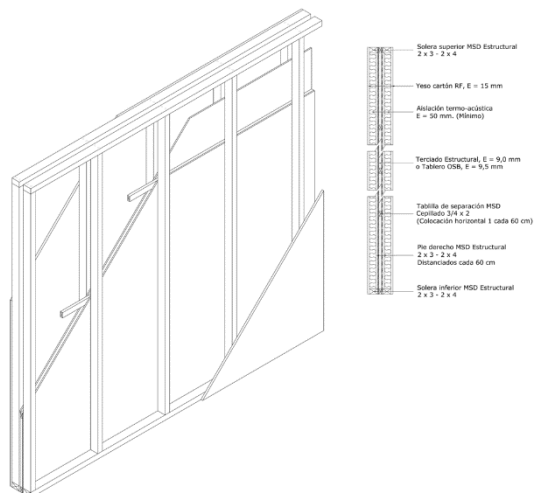 Solera superior MSD Estructural
2 x 3 - 2 x 4
Yeso cartón RF, E = 15 mm
Aislación termo-acústica
E = 50 mm. (Mínimo)
Terciado Estructural, E = 9,0 mm
o Tablero OSB, E = 9,5 mm
Tablilla de separación MSD
Cepillado 3/4 x 2
(Colocación horizontal 1 cada 60 cm)
Pie derecho MSD Estructural
2 x 3 - 2 x 4
Distanciados cada 60 cm
Solera inferior MSD Estructural
2 x 3 - 2 x 4